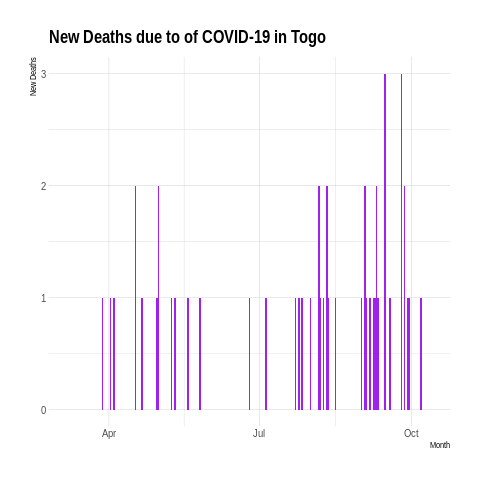 New Deaths due to of COVID-19 in Togo
New Deaths
3
2
1
0
Apr
Jul
Oct
Month